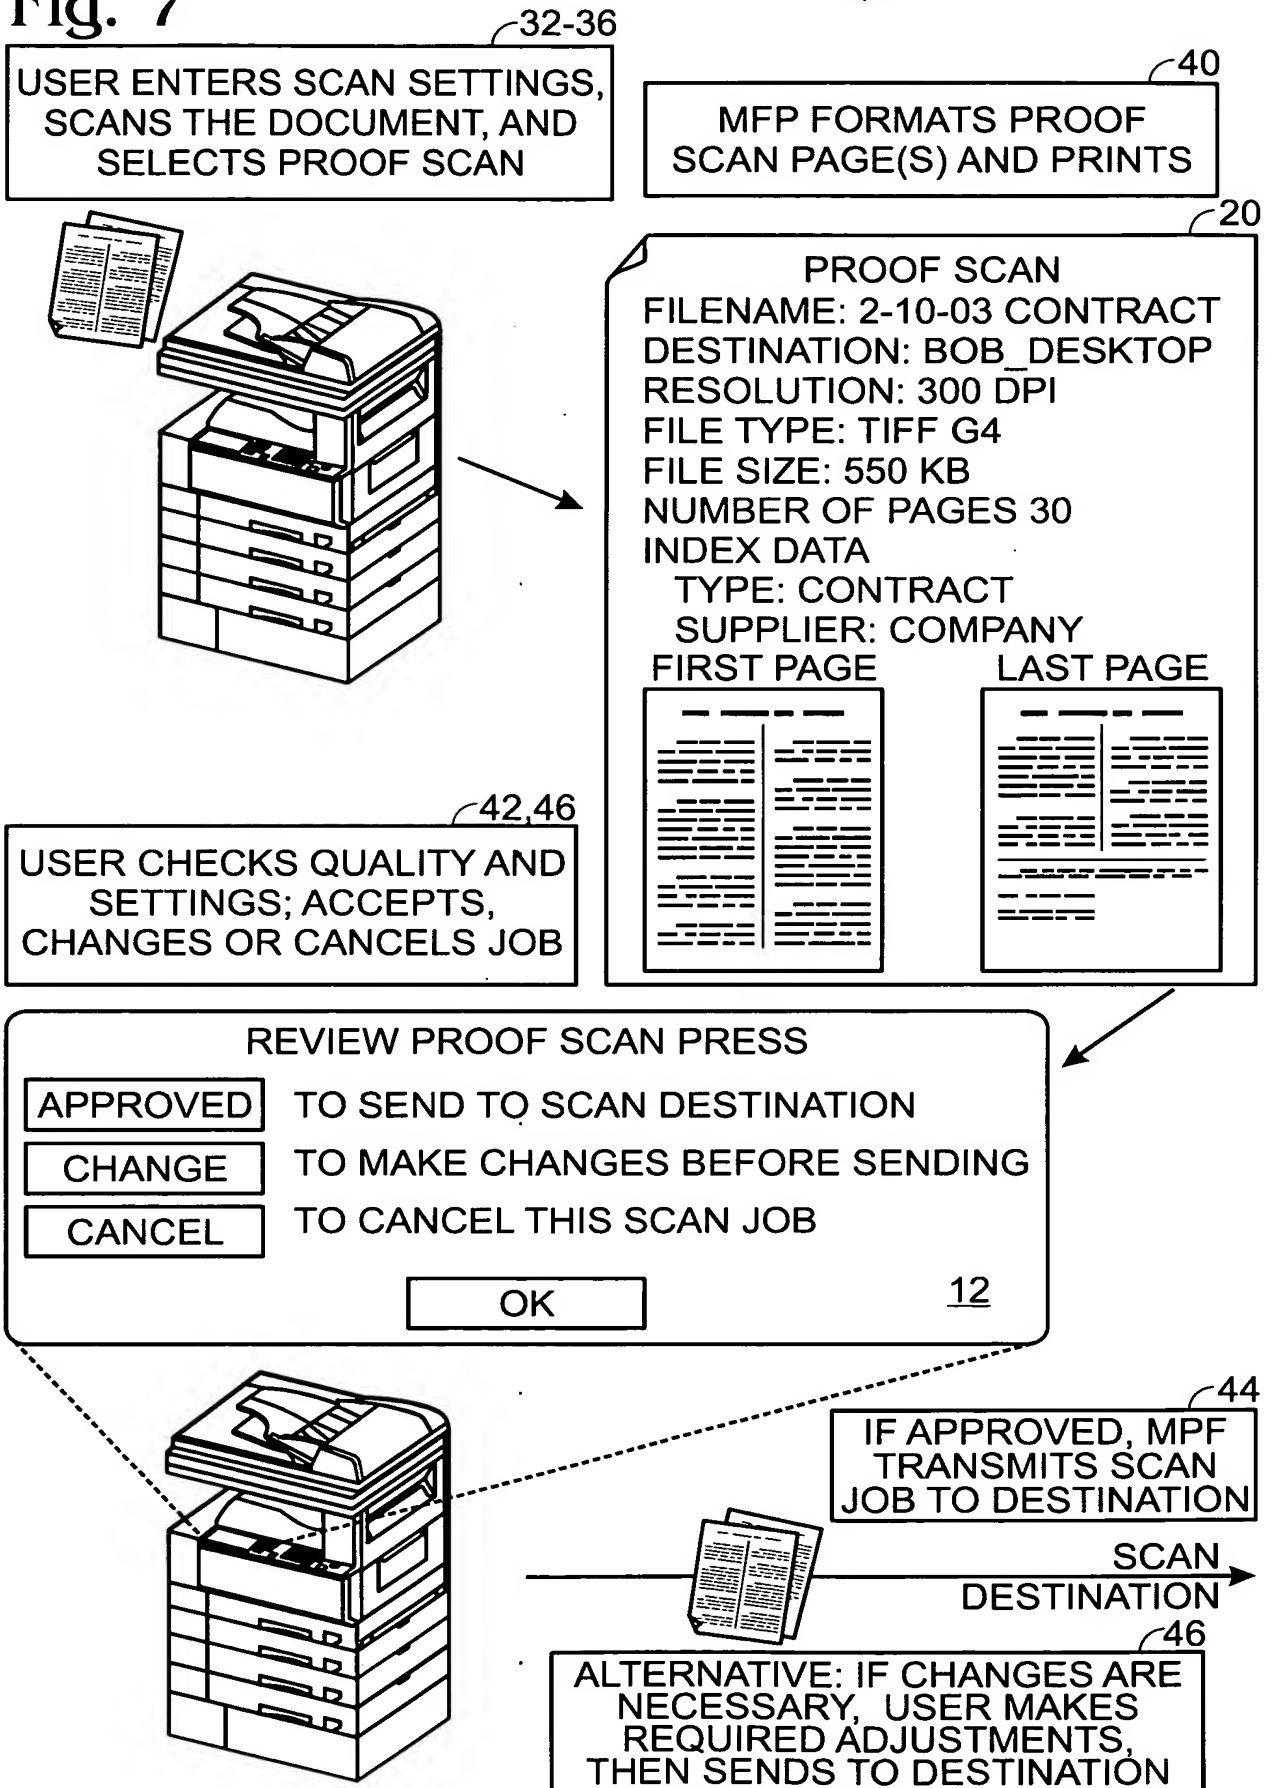 Fig. 7
32-36
USER ENTERS SCAN SETTINGS,
SCANS THE DOCUMENT, AND
SELECTS PROOF SCAN
40
MFP FORMATS PROOF
SCAN PAGE(S) AND PRINTS
20
PROOF SCAN
FILENAME: 2-10-03 CONTRACT
DESTINATION: BOB_DESKTOP
RESOLUTION: 300 DPI
FILE TYPE: TIFF G4
FILE SIZE: 550 KB
NUMBER OF PAGES 30
INDEX DATA
TYPE: CONTRACT
SUPPLIER: COMPANY
FIRST PAGE
LAST PAGE
42,46
USER CHECKS QUALITY AND
SETTINGS; ACCEPTS,
CHANGES OR CANCELS JOB
REVIEW PROOF SCAN PRESS
APPROVED TO SEND TO SCAN DESTINATION
CHANGE TO MAKE CHANGES BEFORE SENDING
CANCEL TO CANCEL THIS SCAN JOB
OK
12
44
IF APPROVED, MPF
TRANSMITS SCAN
JOB TO DESTINATION
SCAN
DESTINATION
46
ALTERNATIVE: IF CHANGES ARE
NECESSARY, USER MAKES
REQUIRED ADJUSTMENTS,
THEN SENDS TO DESTINATION